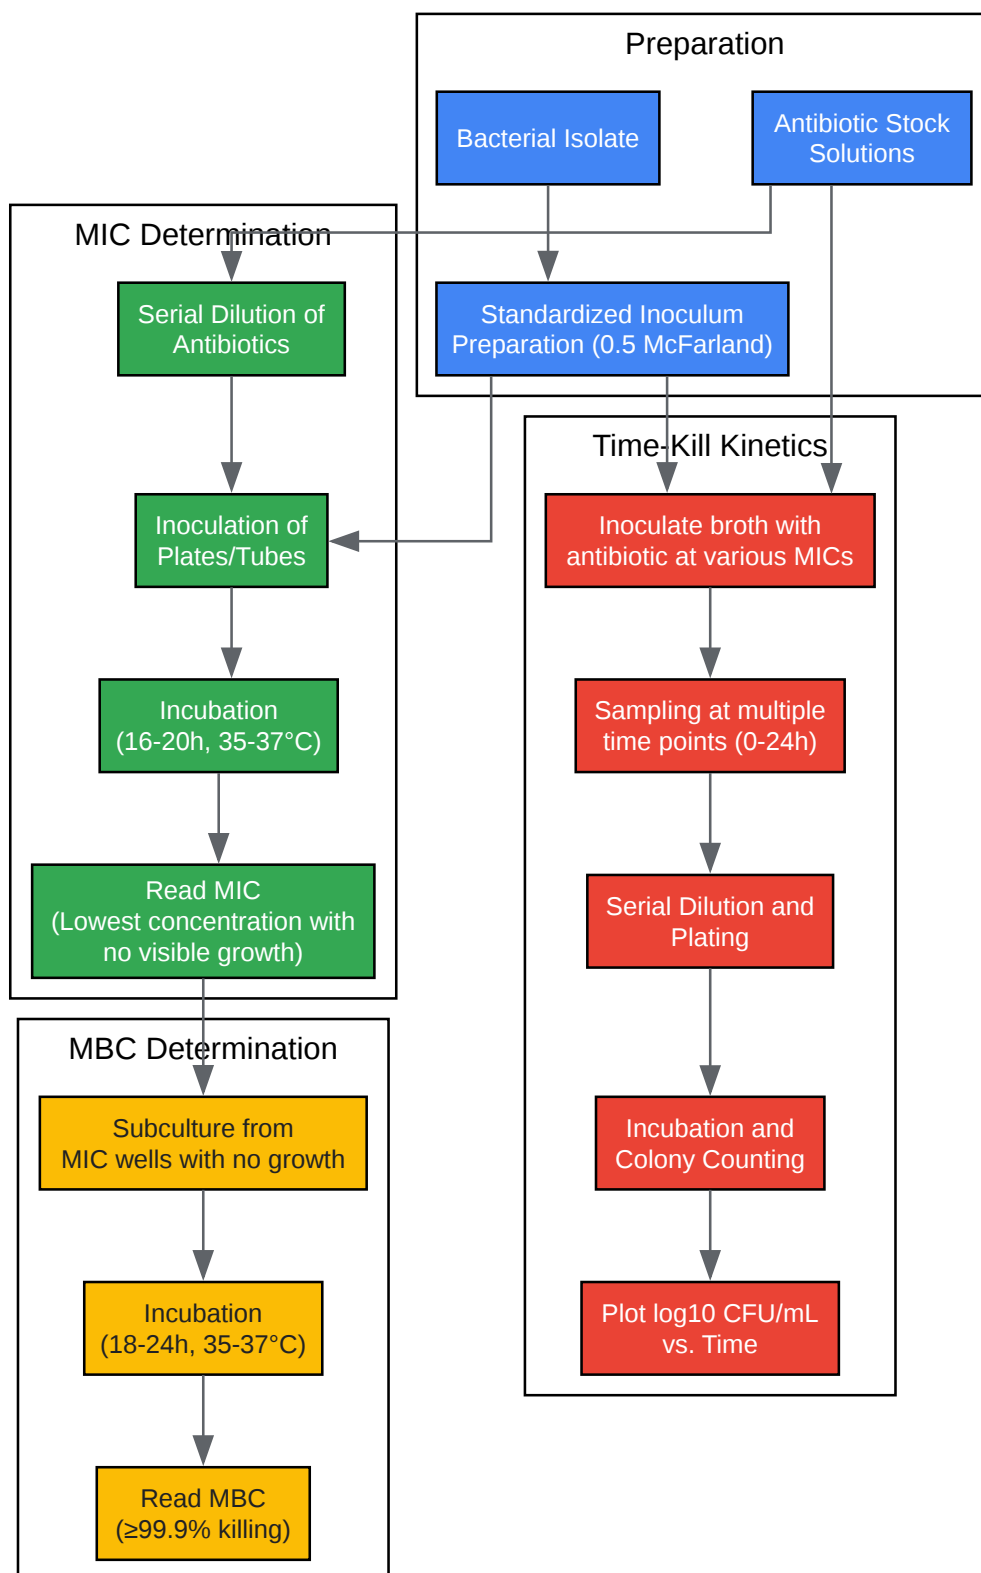 Preparation
Bacterial Isolate
Antibiotic Stock
Solutions
Standardized Inoculum
Preparation (0.5 McFarland)
MIC Determination
Serial Dilution of
Antibiotics
Inoculation of
Plates/Tubes
Incubation
(16-20h, 35-37°C)
Read MIC
(Lowest concentration with
no visible growth)
MBC Determination
Subculture from
MIC wells with no growth
Incubation
(18-24h, 35-37°C)
Read MBC
(≥99.9% killing)
Time-Kill Kinetics
Inoculate broth with
antibiotic at various MICs
Sampling at multiple
time points (0-24h)
Serial Dilution and
Plating
Incubation and
Colony Counting
Plot log10 CFU/mL
vs. Time